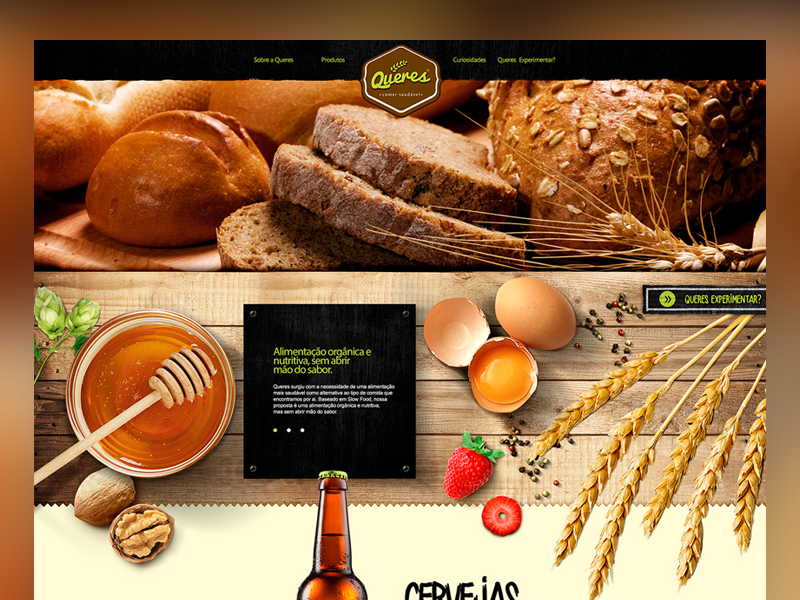 Sobre a Queres
Produtos
Queres
• comer saudável •
Curiosidades
Queres Experimentar?
QUERES EXPERIMENTAR?
Alimentação orgânica e
nutritiva, sem abrir
mão do sabor.
Queres surgiu com a necessidade de uma alimentação
mais saudável como alternativa ao tipo de comida que
encontramos por aí. Baseado em Slow Food, nossa
proposta é uma alimentação orgânica e nutritiva,
mas sem abrir mão do sabor.
CERVEJAS